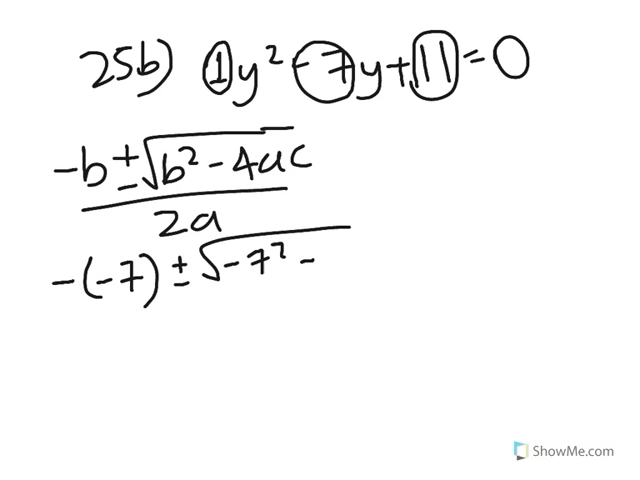 25b) 1y² - 7y + 11 = 0
-b ± √b² - 4ac
2a
-(-7) ± √-7² -
ShowMe.com